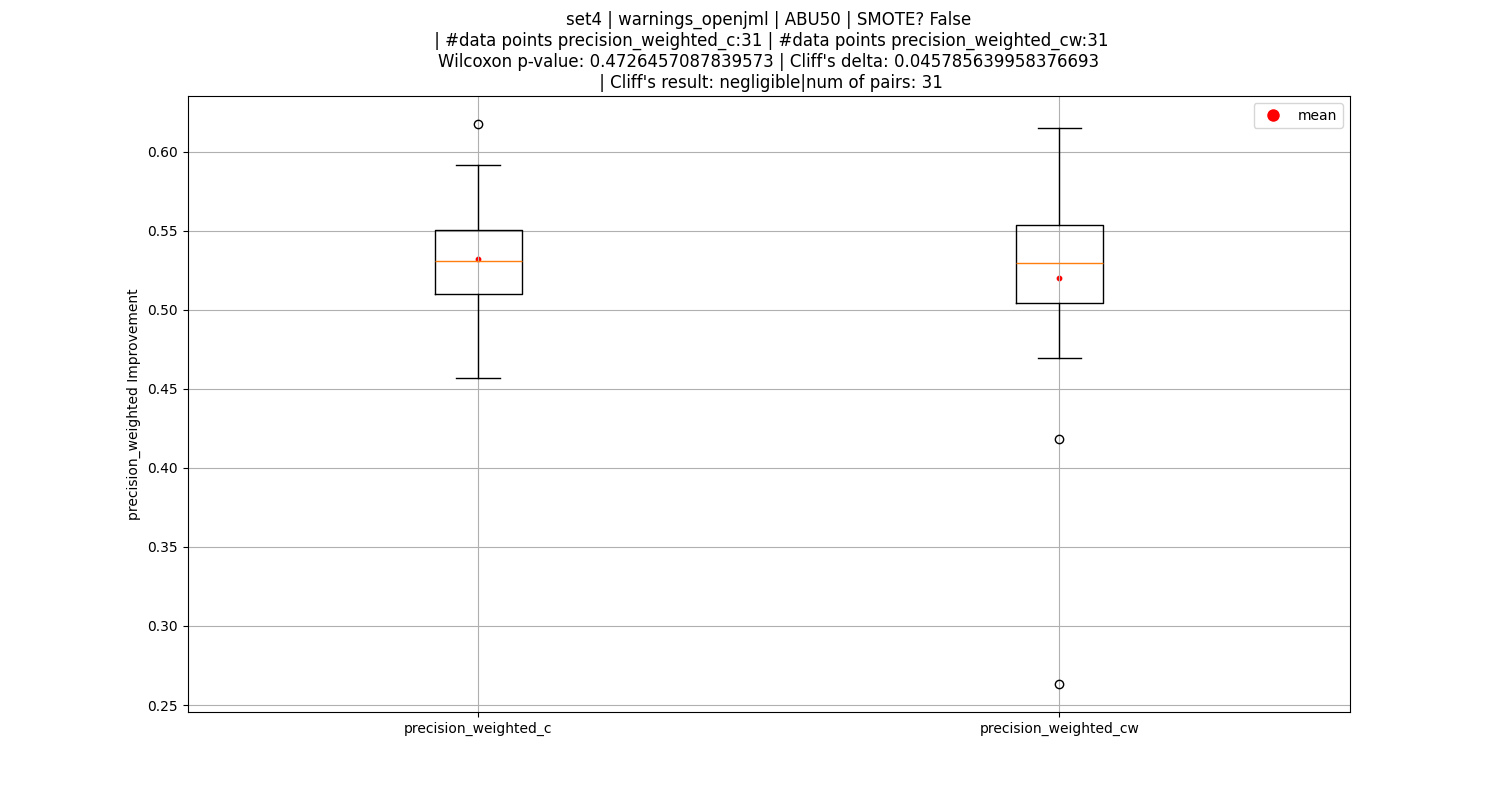 set4 | warnings_openjml | ABU50 | SMOTE? False
| #data points precision_weighted_c:31 | #data points precision_weighted_cw:31
Wilcoxon p-value: 0.4726457087839573 | Cliff's delta: 0.045785639958376693
| Cliff's result: negligible|num of pairs: 31
mean
0.60
0.55
0.50
0.45
0.40
0.35
0.30
0.25
precision_weighted Improvement
precision_weighted_c
precision_weighted_cw